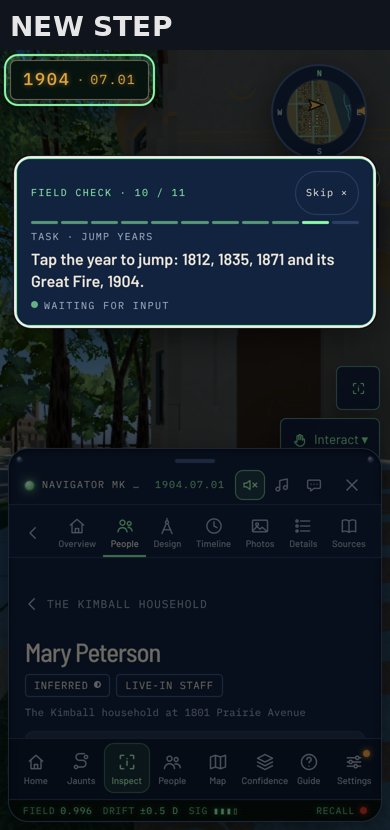 NEW STEP
1904 · 07.01
N
W
S
FIELD CHECK · 10 / 11
Skip ×
TASK · JUMP YEARS
Tap the year to jump: 1812, 1835, 1871 and its
Great Fire, 1904.
WAITING FOR INPUT
Interact ▾
NAVIGATOR MK …
1904.07.01
Overview
People
Design
Timeline
Photos
Details
Sources
THE KIMBALL HOUSEHOLD
Mary Peterson
INFERRED
LIVE-IN STAFF
The Kimball household at 1801 Prairie Avenue
Home
Jaunts
Inspect
People
Map
Confidence
Guide
Settings
FIELD 0.996 DRIFT ±0.5 D SIG
RECALL